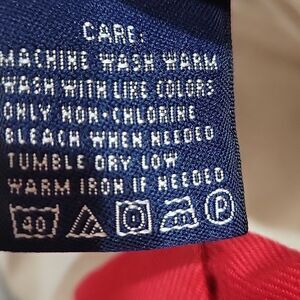 CARE:
MACHINE WASH WARM
WASH WITH LIKE COLORS
ONLY NON-CHLORINE
BLEACH WHEN NEEDED
TUMBLE DRY LOW
WARM IRON IF NEEDED
40 P